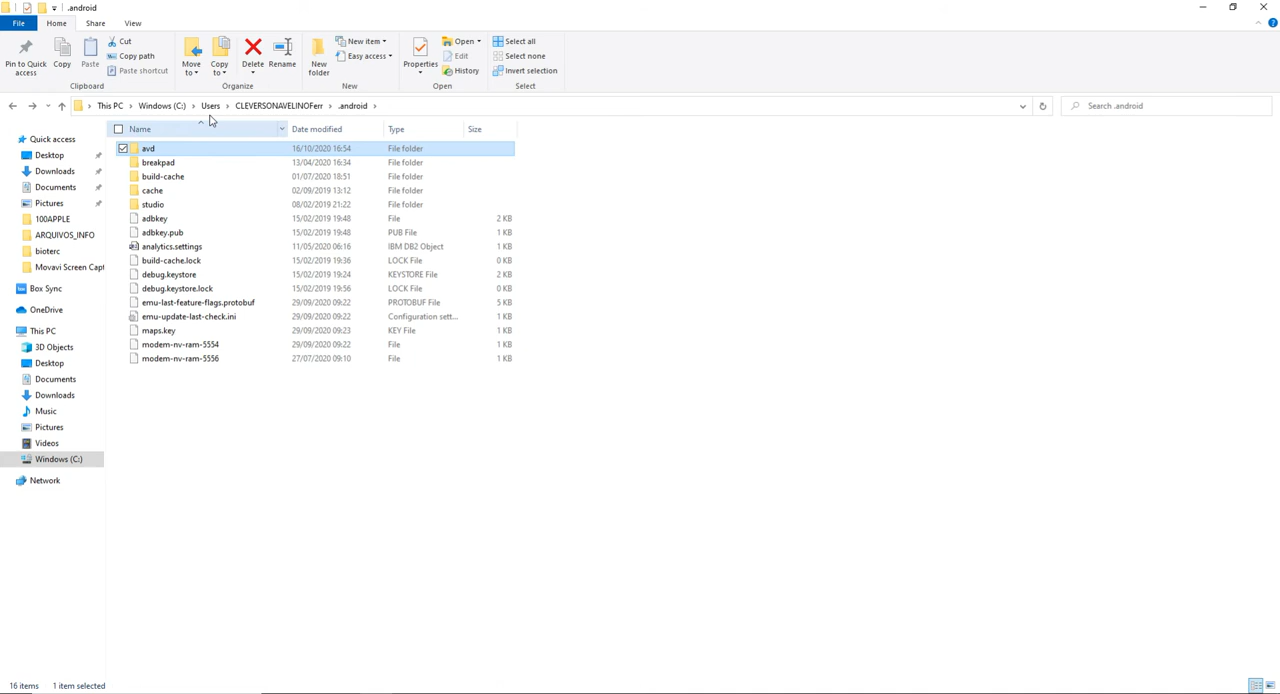 .android
File Home Share View
Pin to Quick access
Copy
Paste
Cut
Copy path
Paste shortcut
Clipboard
Move to
Copy to
Delete
Rename
Organize
New folder
New item
Easy access
New
Properties
Open
Edit
History
Open
Select all
Select none
Invert selection
Select
This PC > Windows (C:) > Users > CLEVERSONAVELINOFerr > .android >
Search .android
Quick access
Desktop
Downloads
Documents
Pictures
100APPLE
ARQUIVOS_INFO
bioterc
Movavi Screen Capt
Box Sync
OneDrive
This PC
3D Objects
Desktop
Documents
Downloads
Music
Pictures
Videos
Windows (C:)
Network
Name Date modified Type Size
avd 16/10/2020 16:54 File folder
breakpad 13/04/2020 16:34 File folder
build-cache 01/07/2020 18:51 File folder
cache 02/09/2019 13:12 File folder
studio 08/02/2019 21:22 File folder
adbkey 15/02/2019 19:48 File 2 KB
adbkey.pub 15/02/2019 19:48 PUB File 1 KB
analytics.settings 11/05/2020 06:16 IBM DB2 Object 1 KB
build-cache.lock 15/02/2019 19:36 LOCK File 0 KB
debug.keystore 15/02/2019 19:24 KEYSTORE File 2 KB
debug.keystore.lock 15/02/2019 19:56 LOCK File 0 KB
emu-last-feature-flags.protobuf 29/09/2020 09:22 PROTOBUF File 5 KB
emu-update-last-check.ini 29/09/2020 09:22 Configuration sett... 1 KB
maps.key 29/09/2020 09:23 KEY File 1 KB
modem-nv-ram-5554 29/09/2020 09:22 File 1 KB
modem-nv-ram-5556 27/07/2020 09:10 File 1 KB
16 items 1 item selected